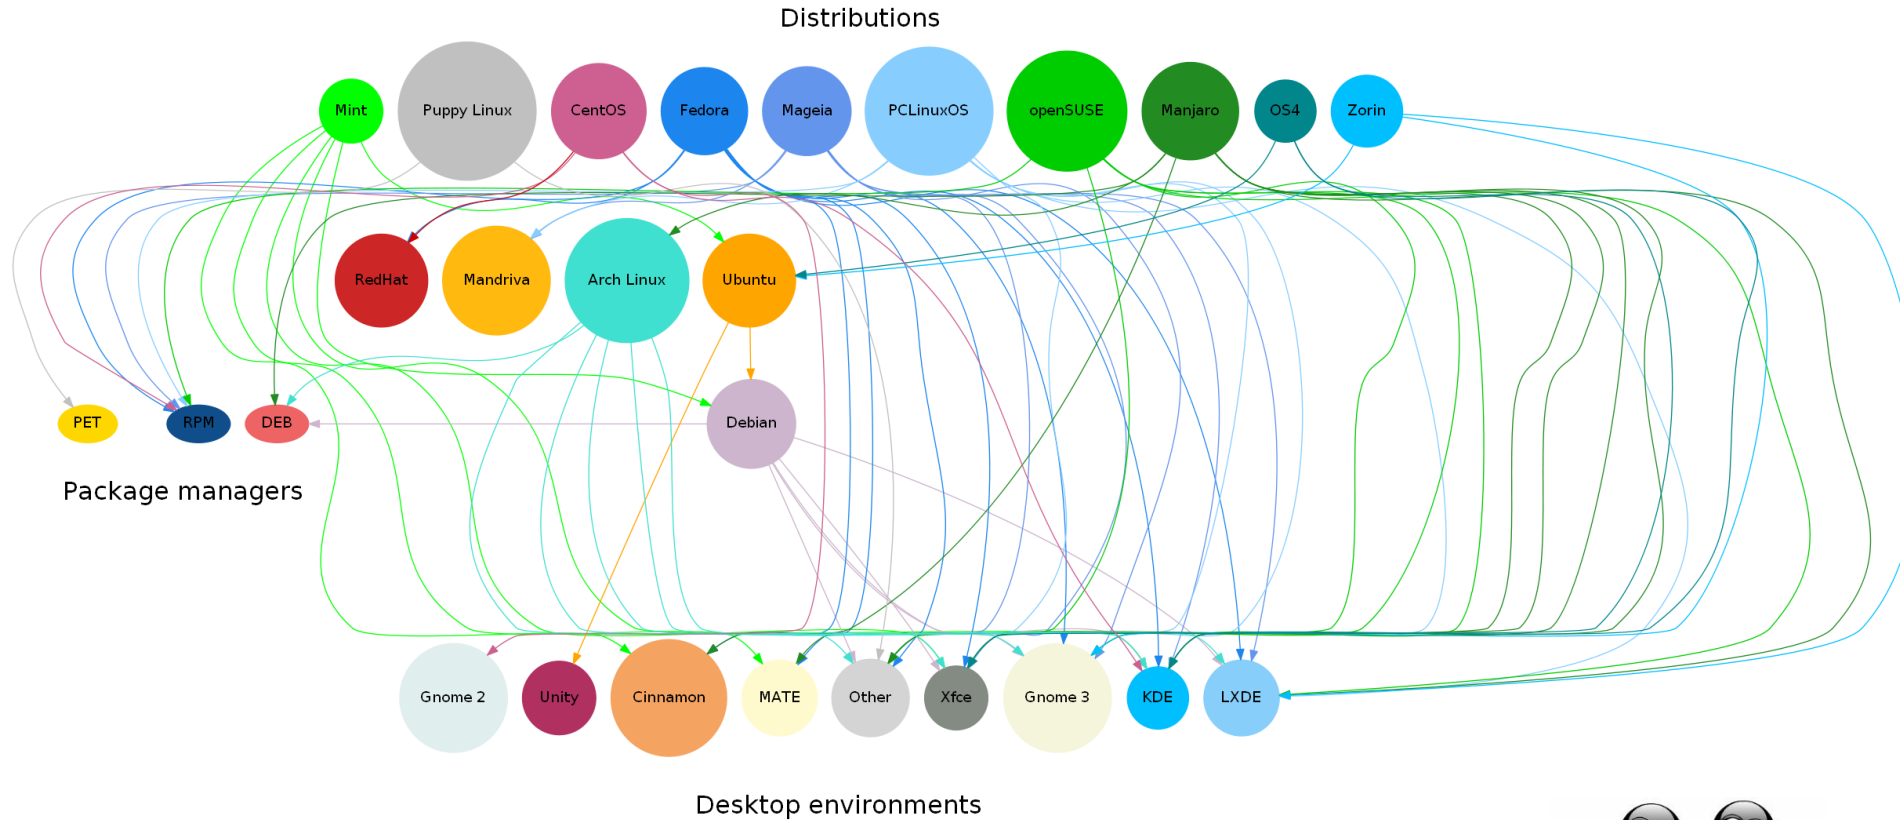 Distributions
Mint
Puppy Linux
CentOS
Fedora
Mageia
PCLinuxOS
openSUSE
Manjaro
OS4
Zorin
RedHat
Mandriva
Arch Linux
Ubuntu
PET
RPM
DEB
Debian
Package managers
Gnome 2
Unity
Cinnamon
MATE
Other
Xfce
Gnome 3
KDE
LXDE
Desktop environments